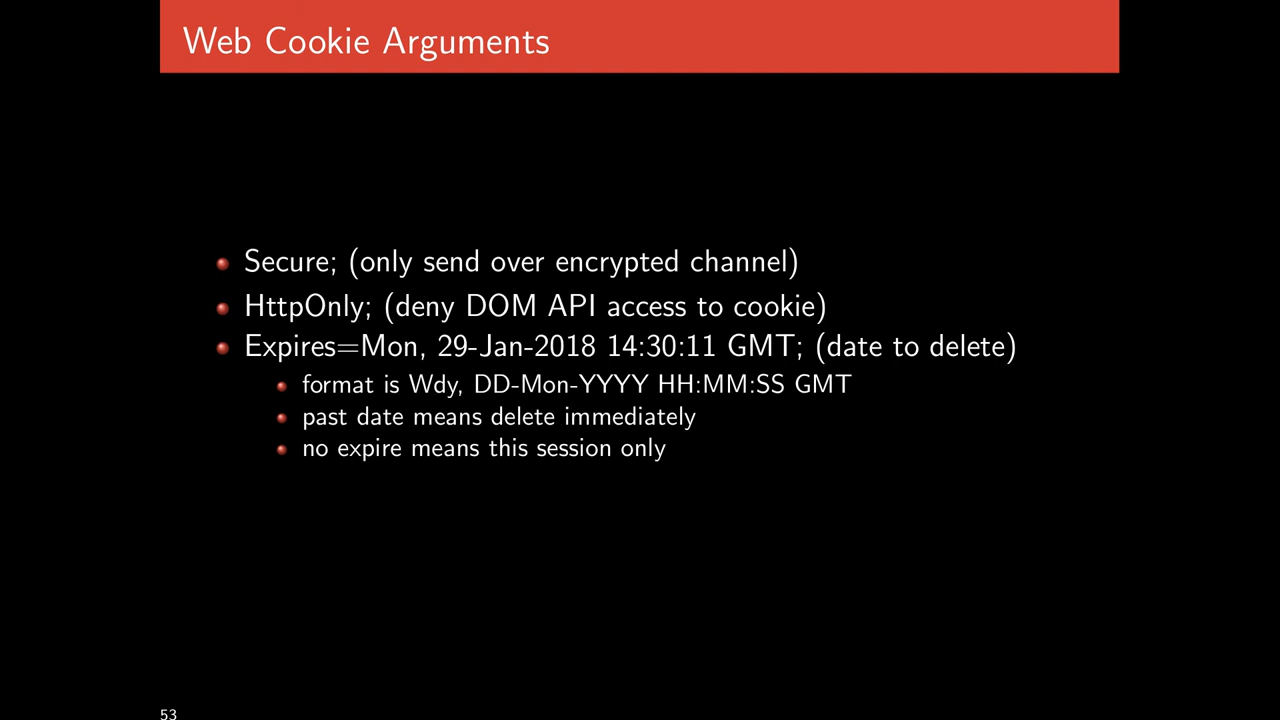 Web Cookie Arguments
Secure; (only send over encrypted channel)
HttpOnly; (deny DOM API access to cookie)
Expires=Mon, 29-Jan-2018 14:30:11 GMT; (date to delete)
format is Wdy, DD-Mon-YYYY HH:MM:SS GMT
past date means delete immediately
no expire means this session only
53